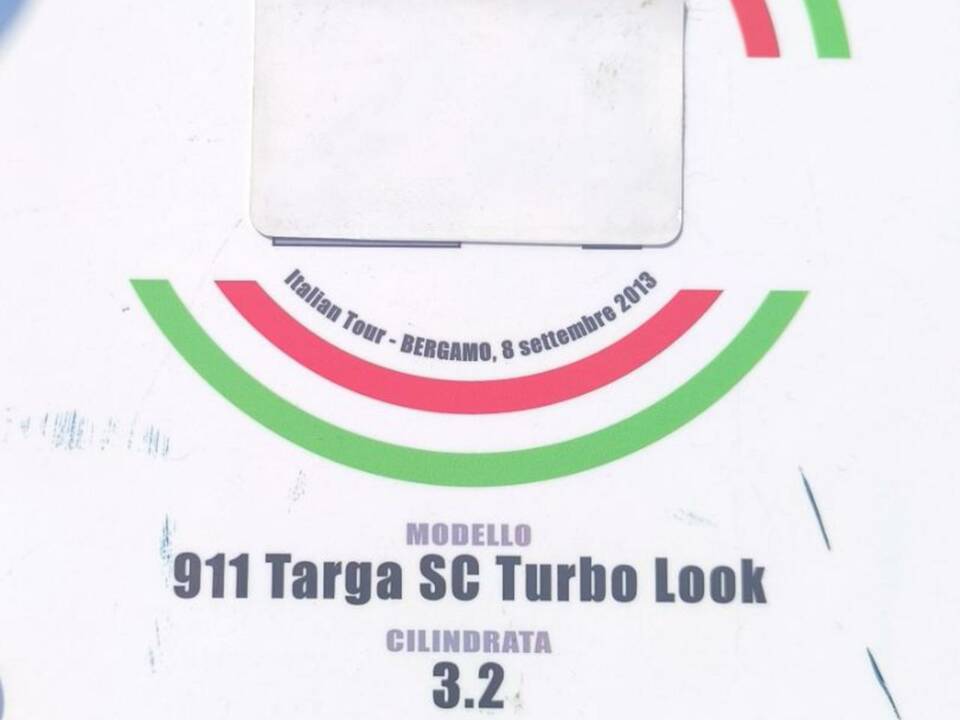 Italian Tour - BERGAMO, 8 settembre 2013
MODELLO
911 Targa SC Turbo Look
CILINDRATA
3.2